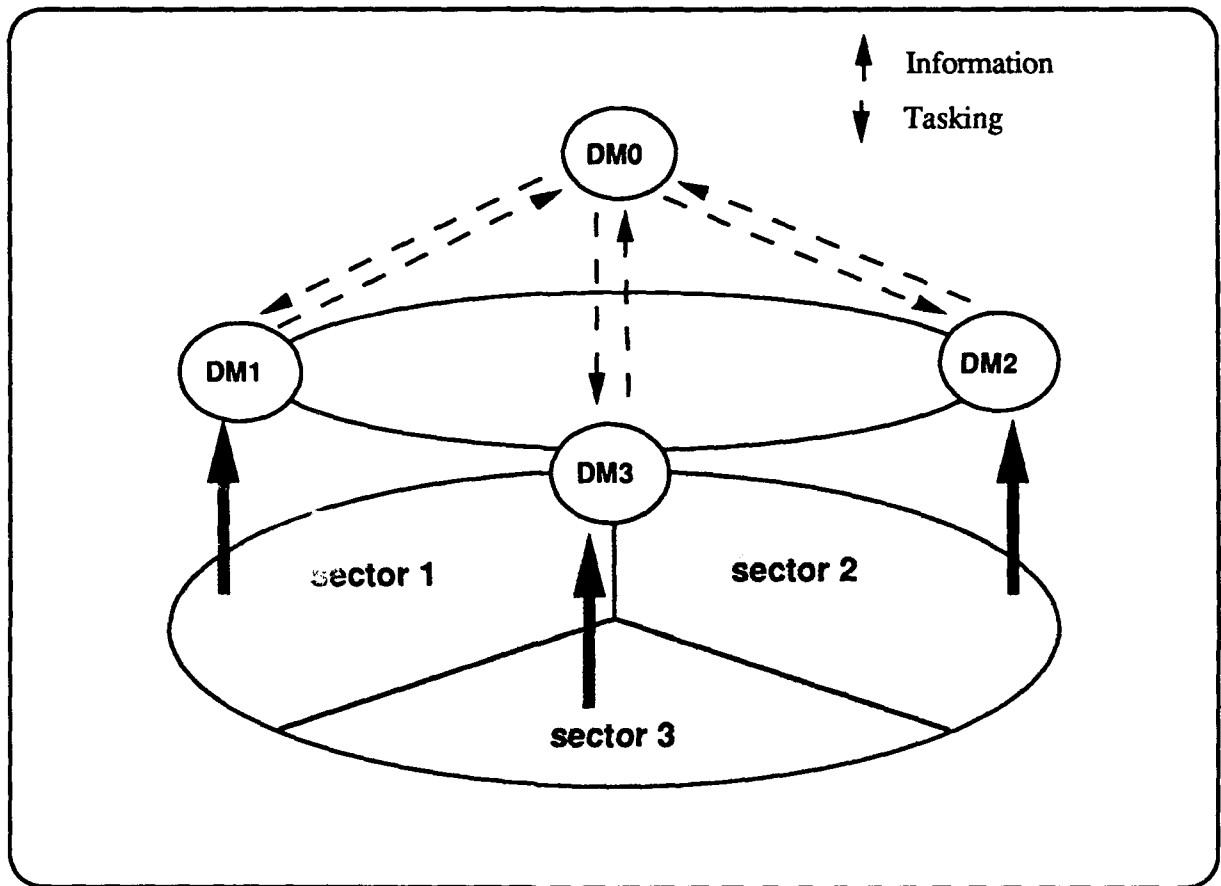 Information
Tasking
DM0
DM1
DM2
DM3
sector 1
sector 2
sector 3